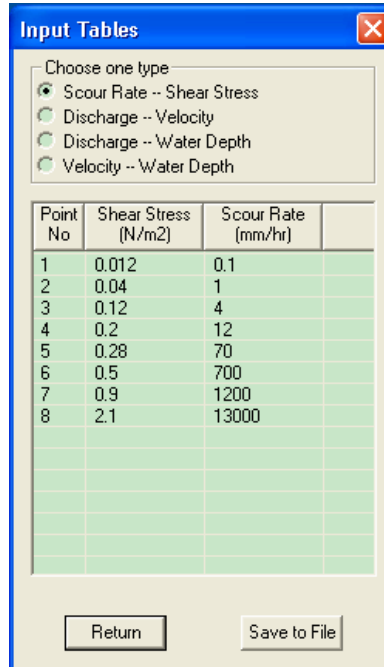 Input Tables
Choose one type
Scour Rate -- Shear Stress
Discharge -- Velocity
Discharge -- Water Depth
Velocity -- Water Depth
Point No Shear Stress (N/m2) Scour Rate (mm/hr)
1 0.012 0.1
2 0.04 1
3 0.12 4
4 0.2 12
5 0.28 70
6 0.5 700
7 0.9 1200
8 2.1 13000
Return Save to File